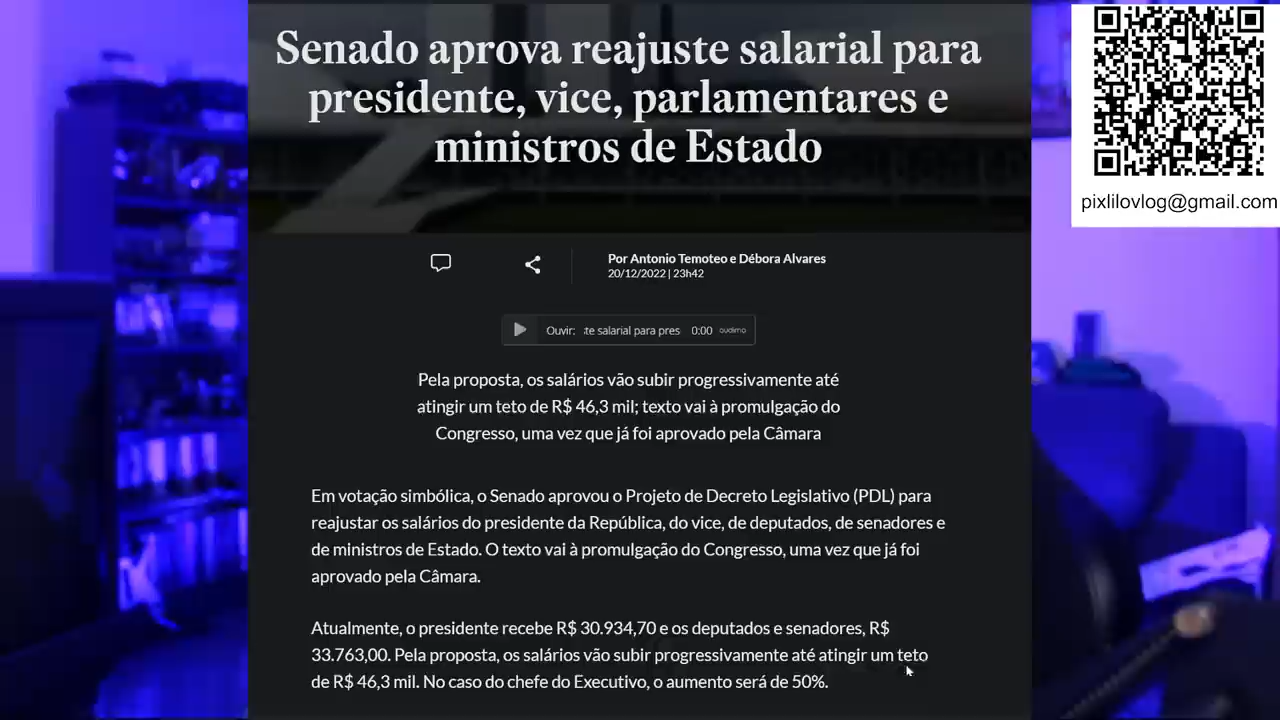 Senado aprova reajuste salarial para
presidente, vice, parlamentares e
ministros de Estado
pixlilovlog@gmail.com
Por Antonio Temoteo e Débora Alvares
20/12/2022 | 23h42
Ouvir: te salarial para pres 0:00 audima
Pela proposta, os salários vão subir progressivamente até
atingir um teto de R$ 46,3 mil; texto vai à promulgação do
Congresso, uma vez que já foi aprovado pela Câmara
Em votação simbólica, o Senado aprovou o Projeto de Decreto Legislativo (PDL) para
reajustar os salários do presidente da República, do vice, de deputados, de senadores e
de ministros de Estado. O texto vai à promulgação do Congresso, uma vez que já foi
aprovado pela Câmara.
Atualmente, o presidente recebe R$ 30.934,70 e os deputados e senadores, R$
33.763,00. Pela proposta, os salários vão subir progressivamente até atingir um teto
de R$ 46,3 mil. No caso do chefe do Executivo, o aumento será de 50%.